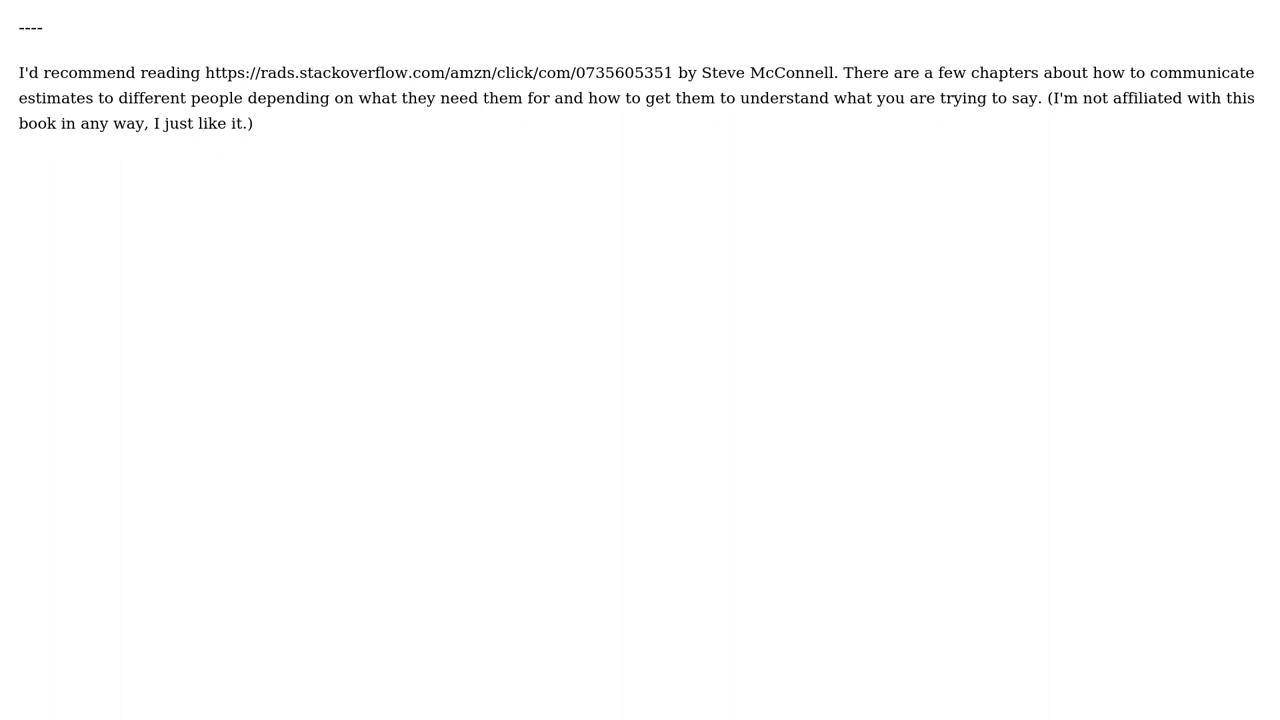 ----
I'd recommend reading https://rads.stackoverflow.com/amzn/click/com/0735605351 by Steve McConnell. There are a few chapters about how to communicate
estimates to different people depending on what they need them for and how to get them to understand what you are trying to say. (I'm not affiliated with this
book in any way, I just like it.)